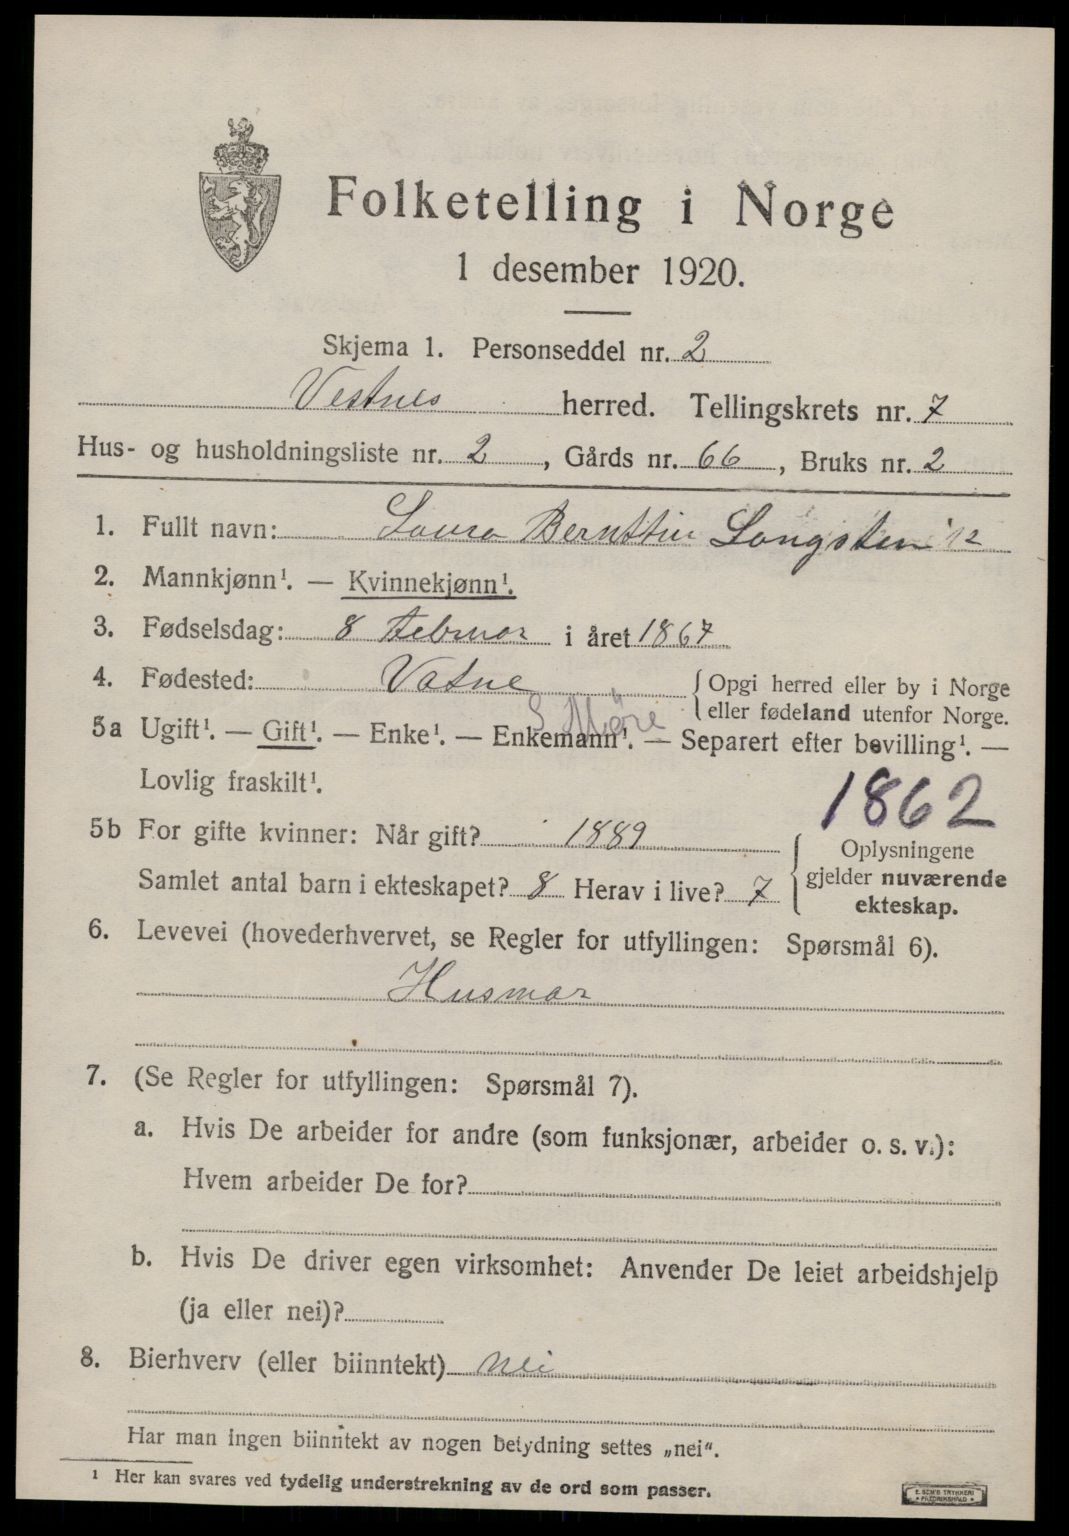 Folketelling i Norge
1 desember 1920.
Skjema 1. Personseddel nr. 2
Vestnes herred. Tellingskrets nr. 7
Hus- og husholdningsliste nr. 2, Gårds nr. 66, Bruks nr. 2
1. Fullt navn: Laura Bernttin Langsten 12
2. Mannkjønn¹. — Kvinnekjønn¹.
3. Fødselsdag: 8 Februar i året 1867
4. Fødested: Vatne { Opgi herred eller by i Norge
eller fødeland utenfor Norge.
S Møre
5a Ugift¹. — Gift¹. — Enke¹. — Enkemann¹. — Separert efter bevilling¹. —
Lovlig fraskilt¹.
1862
5b For gifte kvinner: Når gift? 1889
{ Oplysningene
gjelder nuværende
ekteskap.
Samlet antal barn i ekteskapet? 8 Herav i live? 7
6. Levevei (hovederhvervet, se Regler for utfyllingen: Spørsmål 6).
Husmor
7. (Se Regler for utfyllingen: Spørsmål 7).
a. Hvis De arbeider for andre (som funksjonær, arbeider o. s. v.):
Hvem arbeider De for?
b. Hvis De driver egen virksomhet: Anvender De leiet arbeidshjelp
(ja eller nei)?
8. Bierhverv (eller biinntekt) nei
Har man ingen biinntekt av nogen betydning settes „nei“.
¹ Her kan svares ved tydelig understrekning av de ord som passer.
E. SEM'S TRYKKERI
FREDRIKSHALD